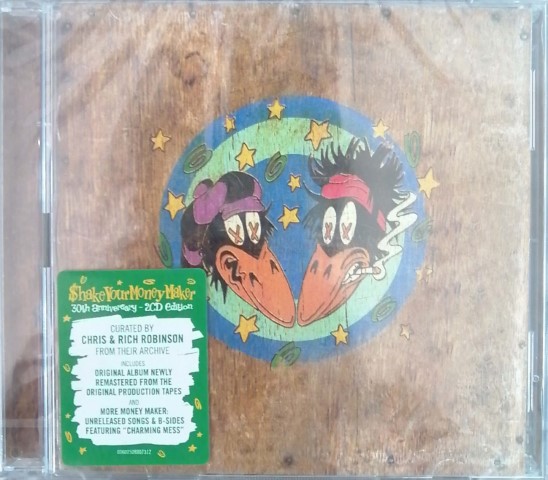 $hakeYourMoneyMaker
30th anniversary - 2CD edition
CURATED BY
CHRIS & RICH ROBINSON
FROM THEIR ARCHIVE
INCLUDES
ORIGINAL ALBUM NEWLY
REMASTERED FROM THE
ORIGINAL PRODUCTION TAPES
AND
MORE MONEY MAKER:
UNRELEASED SONGS & B-SIDES
FEATURING "CHARMING MESS"